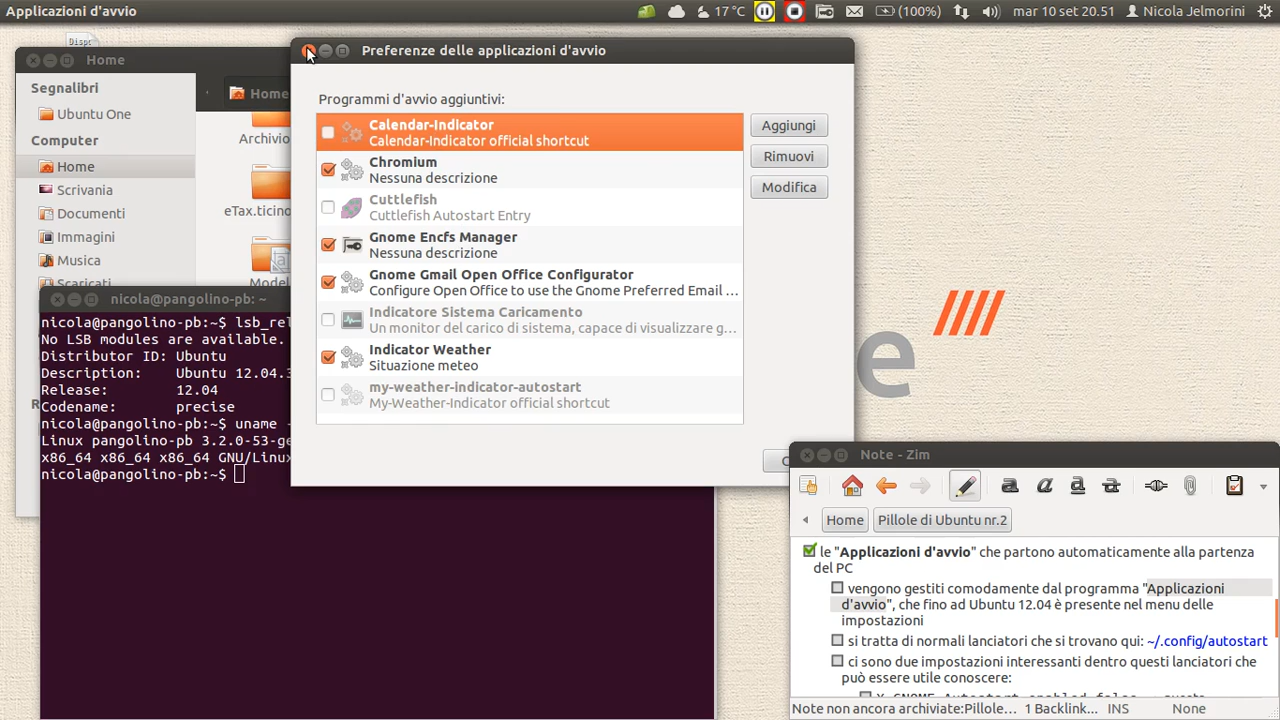 Applicazioni d'avvio
17 °C
(100%)
mar 10 set 20.51
Nicola Jelmorini
Home
Segnalibri
Ubuntu One
Computer
Home
Scrivania
Documenti
Immagini
Musica
Scaricati
Home
Archivio
eTax.ticino
Model
Preferenze delle applicazioni d'avvio
Programmi d'avvio aggiuntivi:
Calendar-Indicator
Calendar-Indicator official shortcut
Chromium
Nessuna descrizione
Cuttlefish
Cuttlefish Autostart Entry
Gnome Encfs Manager
Nessuna descrizione
Gnome Gmail Open Office Configurator
Configure Open Office to use the Gnome Preferred Email ...
Indicatore Sistema Caricamento
Un monitor del carico di sistema, capace di visualizzare g...
Indicator Weather
Situazione meteo
my-weather-indicator-autostart
My-Weather-Indicator official shortcut
Aggiungi
Rimuovi
Modifica
nicola@pangolino-pb: ~
nicola@pangolino-pb:~$ lsb_rel
No LSB modules are available.
Distributor ID: Ubuntu
Description: Ubuntu 12.04.3
Release: 12.04
Codename: precise
nicola@pangolino-pb:~$ uname -
Linux pangolino-pb 3.2.0-53-ge
x86_64 x86_64 x86_64 GNU/Linux
nicola@pangolino-pb:~$
e
Note - Zim
Home
Pillole di Ubuntu nr.2
le "Applicazioni d'avvio" che partono automaticamente alla partenza
del PC
vengono gestiti comodamente dal programma "Applicazioni
d'avvio", che fino ad Ubuntu 12.04 è presente nel menu delle
impostazioni
si tratta di normali lanciatori che si trovano qui: ~/.config/autostart
ci sono due impostazioni interessanti dentro questi lanciatori che
può essere utile conoscere:
Note non ancora archiviate:Pillole...
1 Backlink...
INS
None